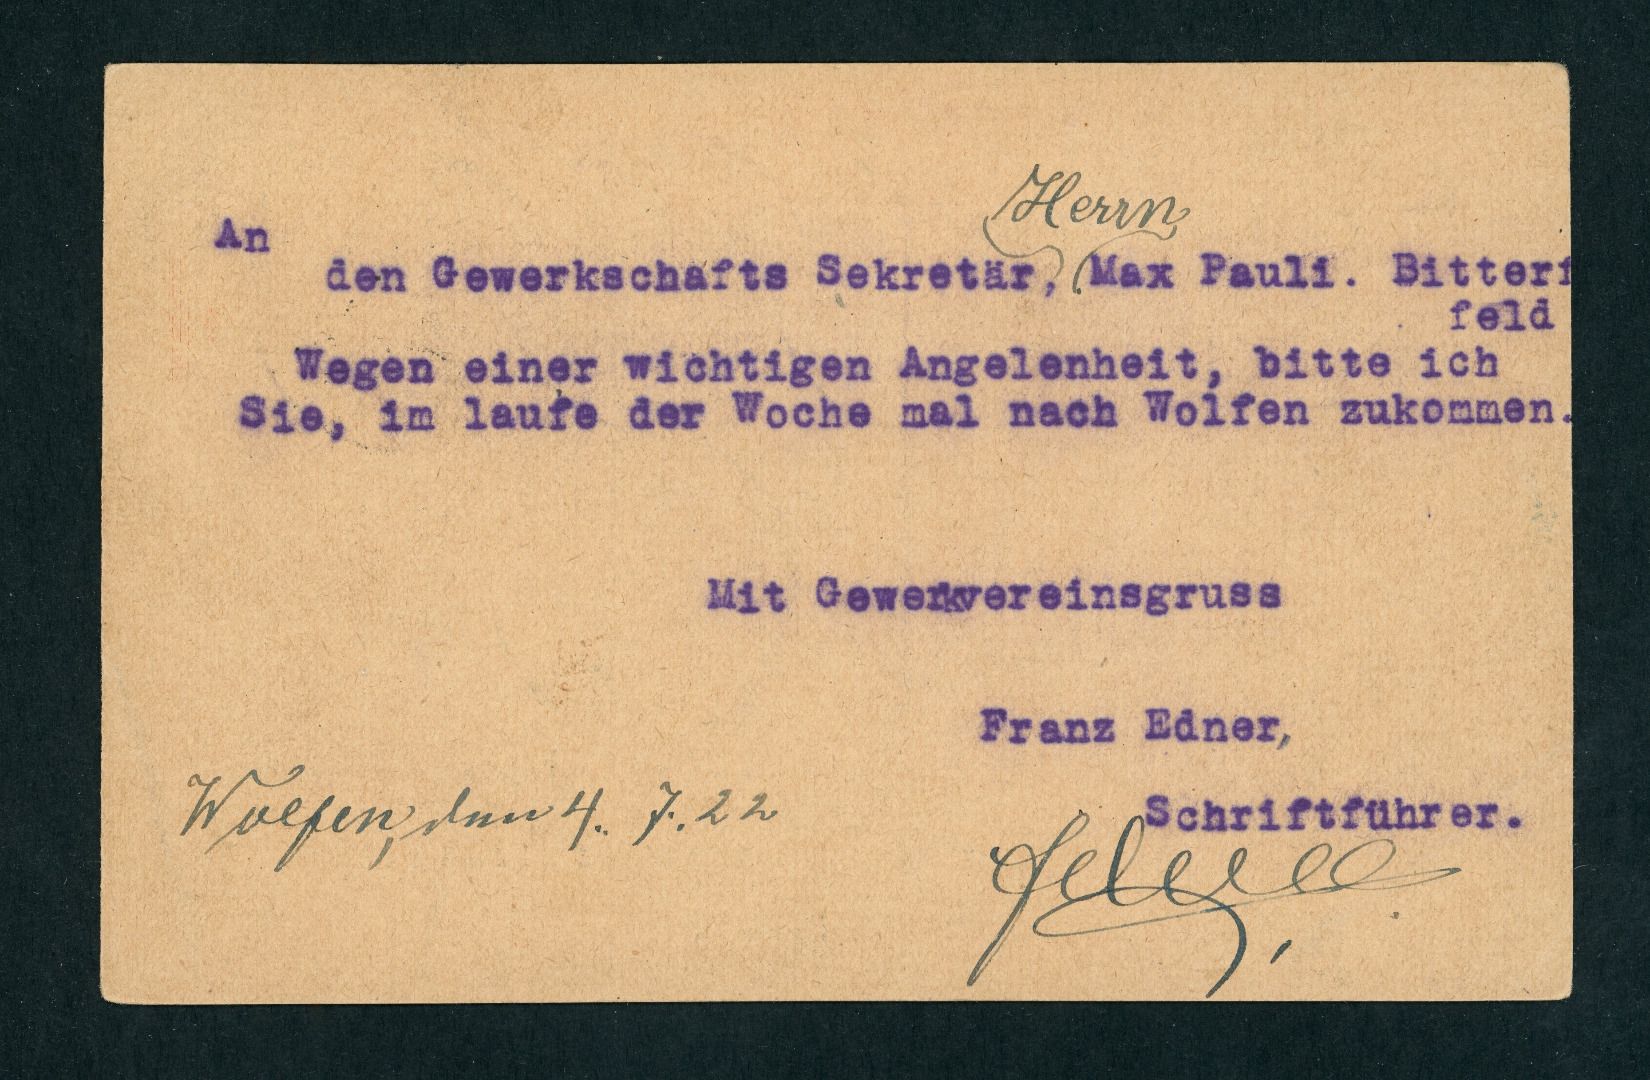 Herrn
An
den Gewerkschafts Sekretär, Max Pauli. Bitterf
feld
Wegen einer wichtigen Angelenheit, bitte ich
Sie, im laufe der Woche mal nach Wolfen zukommen.
Mit Gewerkvereinsgruss
Franz Edner,
Schriftführer.
Wolfen, den 4. 7. 22